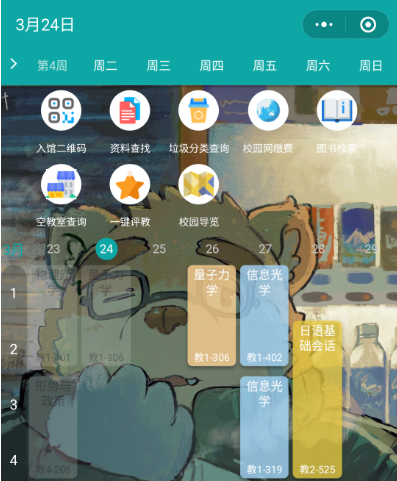 3月24日
第4周 周二 周三 周四 周五 周六 周日
入馆二维码 资料查找 垃圾分类查询 校园网缴费 图书检索
空教室查询 一键评教 校园导览
23 24 25 26 27 28 29
1
量子力
学
信息光
学
教1-306
教1-402
2
教1-306
日语基
础会话
3
形势与
政策
信息光
学
4
教4-206
教1-319
教2-525